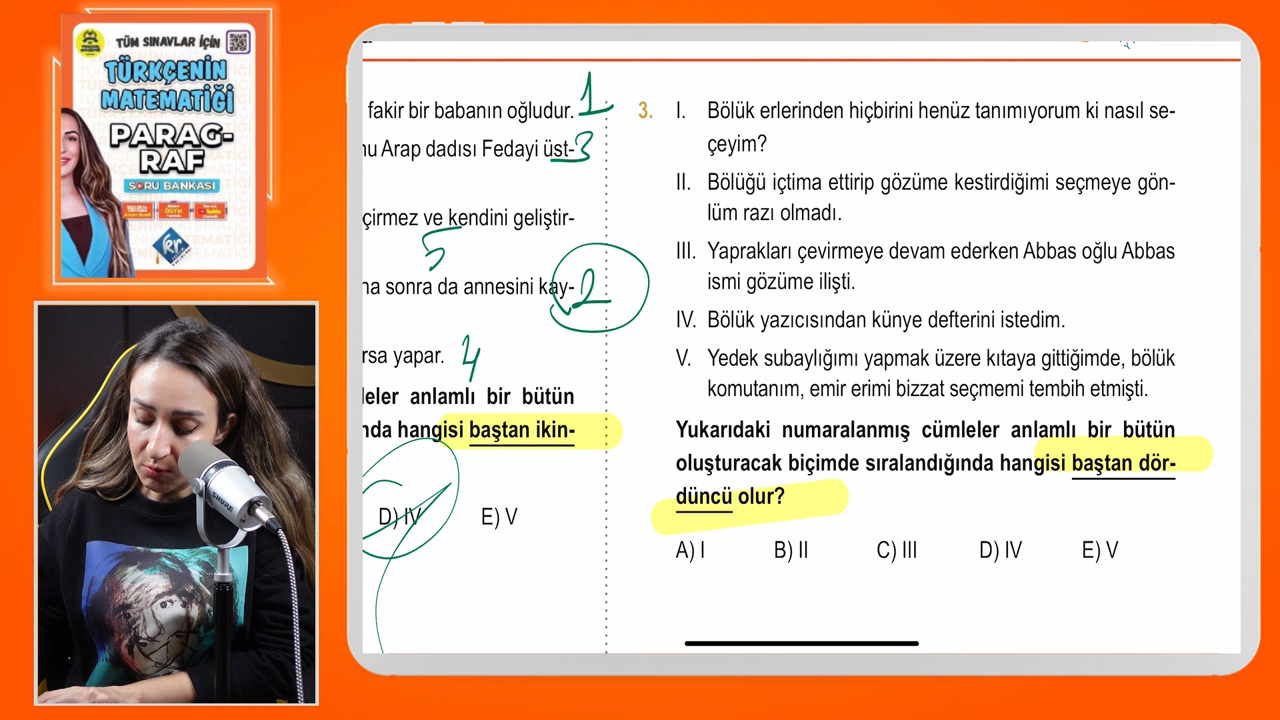 TÜM SINAVLAR İÇİN
TÜRKÇENİN
MATEMATİĞİ
PARAG-
RAF
SORU BANKASI
SHURE
fakir bir babanın oğludur. 1
Arap dadısı Fedayi üst- 3
çirmez ve kendini geliştir-
5
sonra da annesini kay- 2
yapar. 4
anlamlı bir bütün
hangisi baştan ikin-
D) IV E) V
3. I. Bölük erlerinden hiçbirini henüz tanımıyorum ki nasıl se-
çeyim?
II. Bölüğü içtima ettirip gözüme kestirdiğimi seçmeye gön-
lüm razı olmadı.
III. Yaprakları çevirmeye devam ederken Abbas oğlu Abbas
ismi gözüme ilişti.
IV. Bölük yazıcısından künye defterini istedim.
V. Yedek subaylığımı yapmak üzere kıtaya gittiğimde, bölük
komutanım, emir erimi bizzat seçmemi tembih etmişti.
Yukarıdaki numaralanmış cümleler anlamlı bir bütün
oluşturacak biçimde sıralandığında hangisi baştan dör-
düncü olur?
A) I B) II C) III D) IV E) V